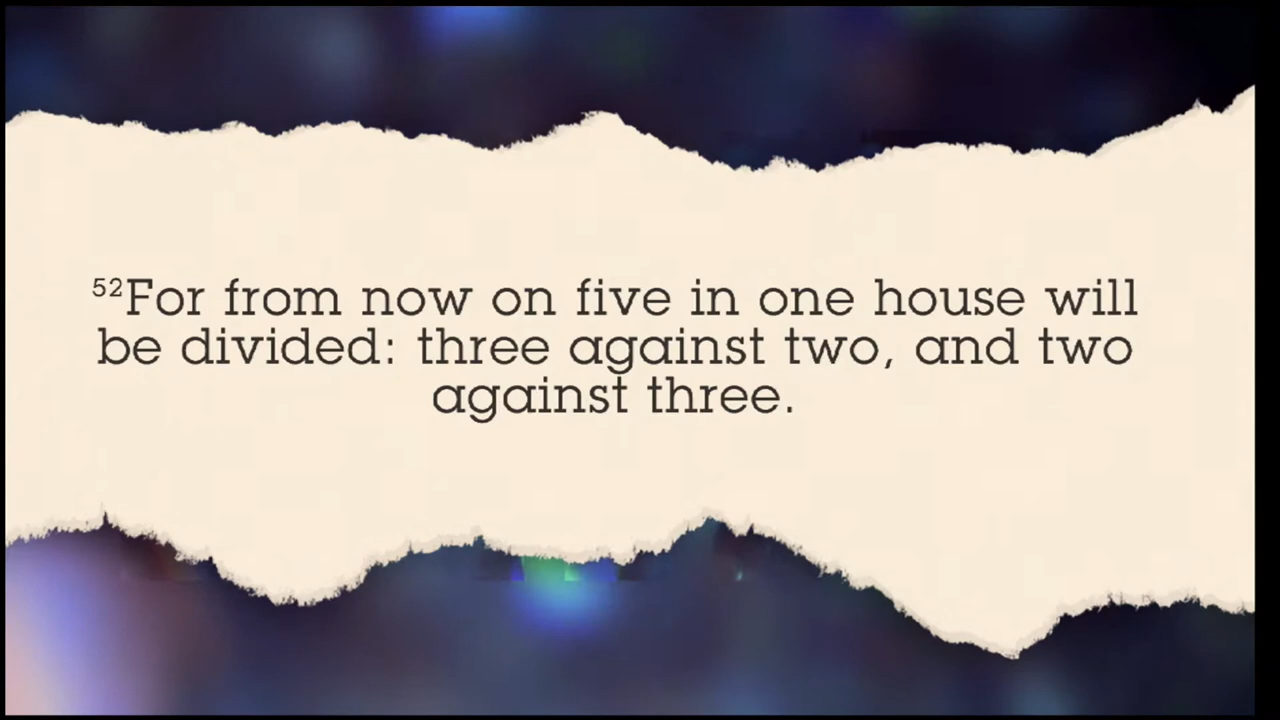 ⁵²For from now on five in one house will
be divided: three against two, and two
against three.